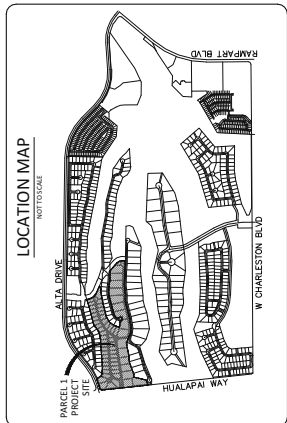 LOCATION MAP
NOT TO SCALE
RAMPART BLVD
ALTA DRIVE
PARCEL 1
PROJECT
SITE
HUALAPAI WAY
W CHARLESTON BLVD